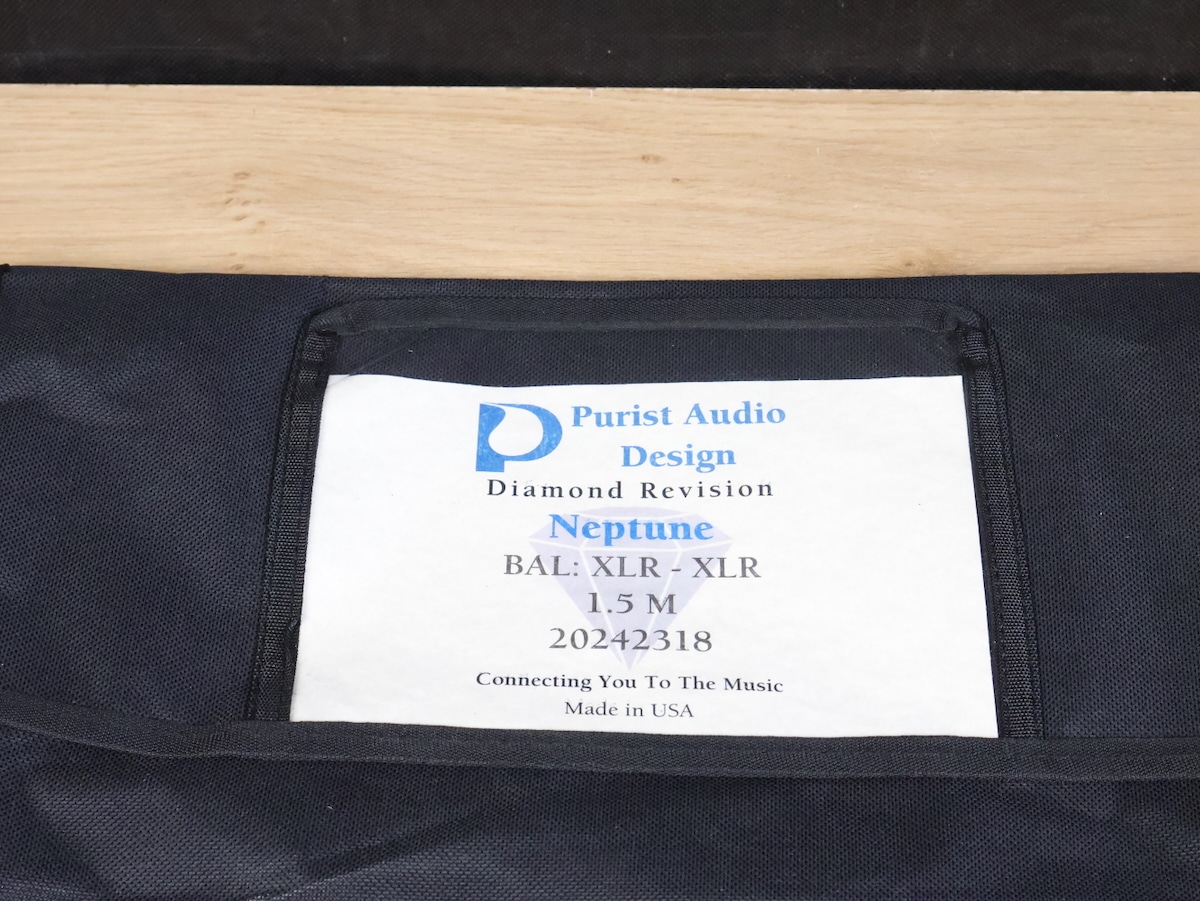 Purist Audio
Design
Diamond Revision
Neptune
BAL: XLR - XLR
1.5 M
20242318
Connecting You To The Music
Made in USA